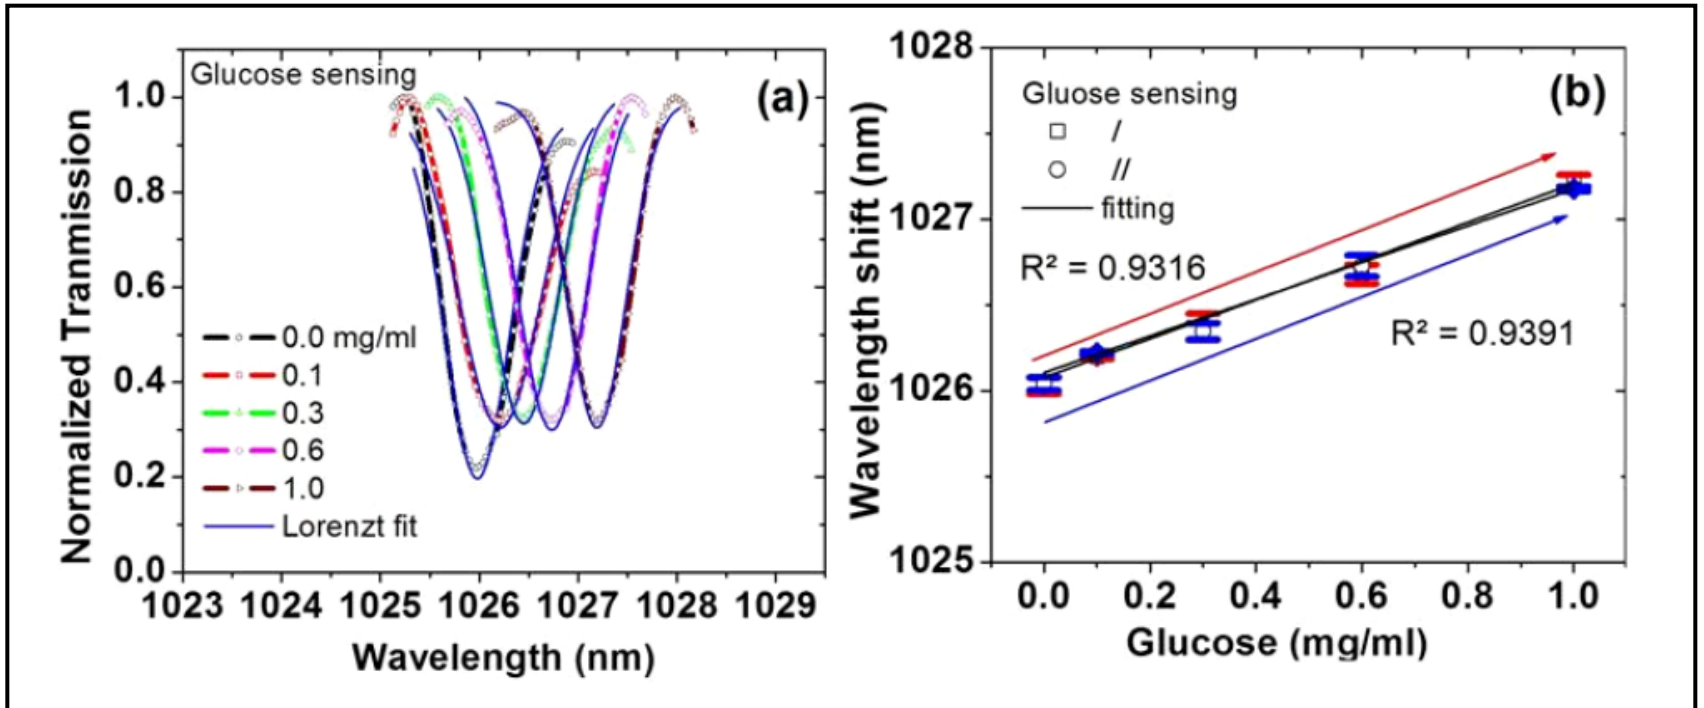 Glucose sensing
(a)
1.0
0.8
0.6
0.4
0.2
0.0
Normalized Tranmission
0.0 mg/ml
0.1
0.3
0.6
1.0
Lorenzt fit
1023 1024 1025 1026 1027 1028 1029
Wavelength (nm)
1028
1027
1026
1025
Wavelength shift (nm)
(b)
Gluose sensing
I
II
fitting
R² = 0.9316
R² = 0.9391
0.0 0.2 0.4 0.6 0.8 1.0
Glucose (mg/ml)